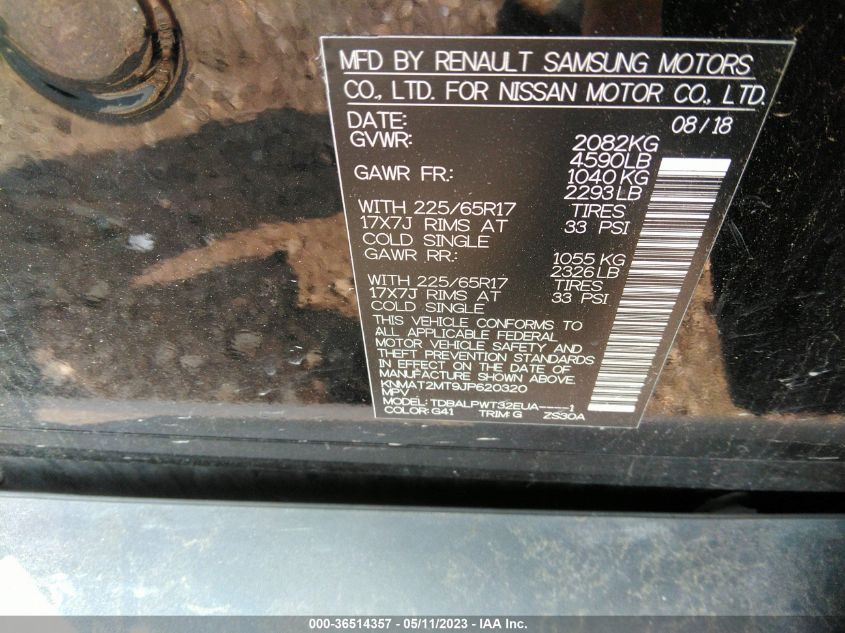 MFD BY RENAULT SAMSUNG MOTORS
CO., LTD. FOR NISSAN MOTOR CO., LTD.
DATE: 08/18
GVWR: 2082KG
4590LB
GAWR FR.: 1040 KG
2293 LB
WITH 225/65R17 TIRES
17X7J RIMS AT 33 PSI
COLD SINGLE
GAWR RR.: 1055 KG
2326 LB
WITH 225/65R17 TIRES
17X7J RIMS AT 33 PSI
COLD SINGLE
THIS VEHICLE CONFORMS TO
ALL APPLICABLE FEDERAL
MOTOR VEHICLE SAFETY AND
THEFT PREVENTION STANDARDS
IN EFFECT ON THE DATE OF
MANUFACTURE SHOWN ABOVE.
KNMAT2MT9JP620320
MPV
MODEL: TDBALPWT32EUA----1
COLOR: G41 TRIM: G ZS30A
000-36514357 - 05/11/2023 - IAA Inc.